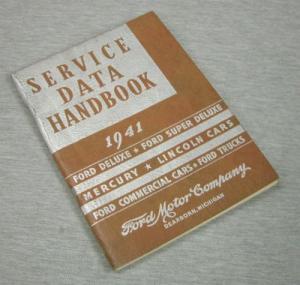 SERVICE
DATA
HANDBOOK
1941
FORD DELUXE ★ FORD SUPER DELUXE
MERCURY ★ LINCOLN CARS
FORD COMMERCIAL CARS ★ FORD TRUCKS
Ford Motor Company
DEARBORN, MICHIGAN